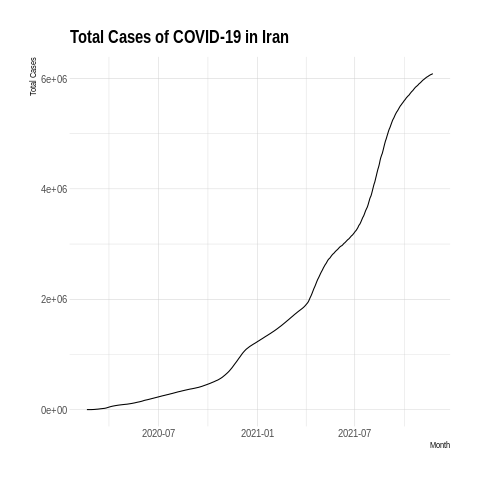 Total Cases of COVID-19 in Iran
Total Cases
6e+06
4e+06
2e+06
0e+00
2020-07
2021-01
2021-07
Month